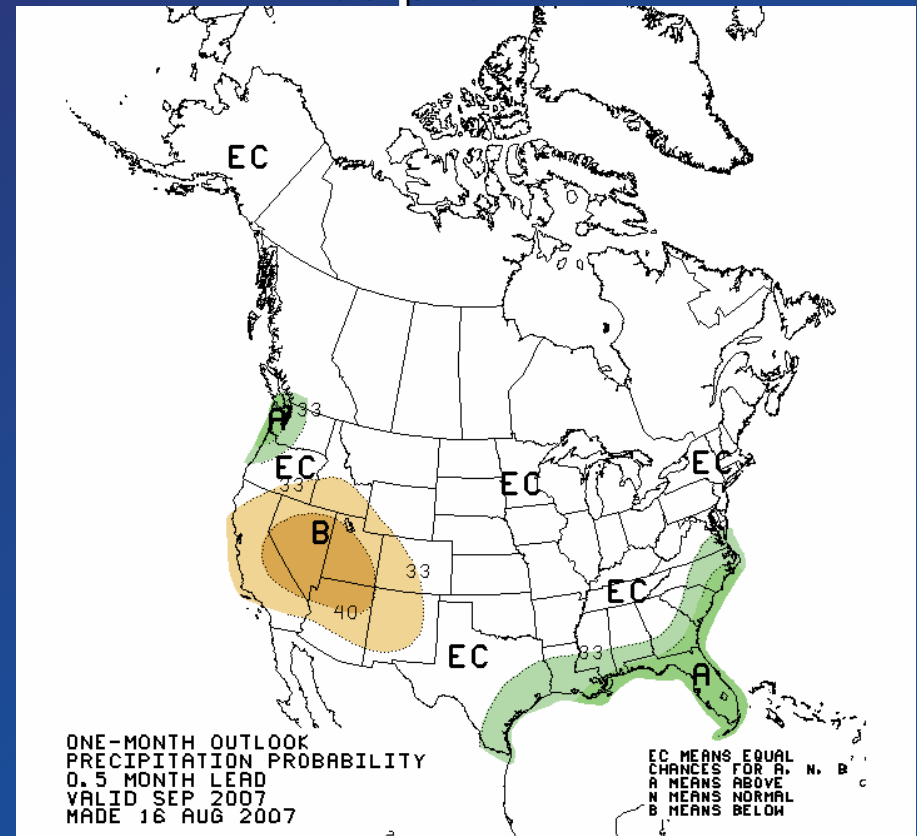 EC
33
A
EC
33
EC
EC
B
33
40
EC
33
EC
A
ONE-MONTH OUTLOOK
PRECIPITATION PROBABILITY
0.5 MONTH LEAD
VALID SEP 2007
MADE 16 AUG 2007
EC MEANS EQUAL
CHANCES FOR A, N, B
A MEANS ABOVE
N MEANS NORMAL
B MEANS BELOW